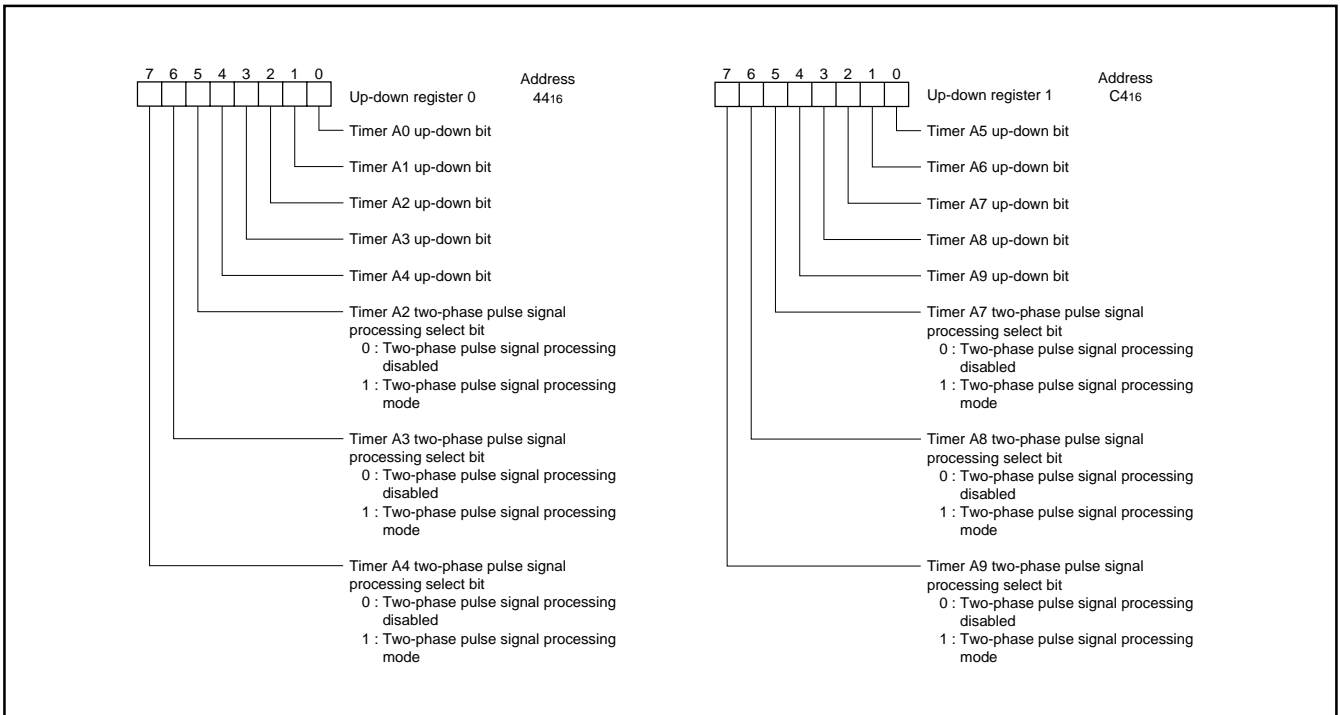 7 6 5 4 3 2 1 0
Address
Up-down register 0 4416
Timer A0 up-down bit
Timer A1 up-down bit
Timer A2 up-down bit
Timer A3 up-down bit
Timer A4 up-down bit
Timer A2 two-phase pulse signal
processing select bit
0 : Two-phase pulse signal processing
disabled
1 : Two-phase pulse signal processing
mode
Timer A3 two-phase pulse signal
processing select bit
0 : Two-phase pulse signal processing
disabled
1 : Two-phase pulse signal processing
mode
Timer A4 two-phase pulse signal
processing select bit
0 : Two-phase pulse signal processing
disabled
1 : Two-phase pulse signal processing
mode
7 6 5 4 3 2 1 0
Address
Up-down register 1 C416
Timer A5 up-down bit
Timer A6 up-down bit
Timer A7 up-down bit
Timer A8 up-down bit
Timer A9 up-down bit
Timer A7 two-phase pulse signal
processing select bit
0 : Two-phase pulse signal processing
disabled
1 : Two-phase pulse signal processing
mode
Timer A8 two-phase pulse signal
processing select bit
0 : Two-phase pulse signal processing
disabled
1 : Two-phase pulse signal processing
mode
Timer A9 two-phase pulse signal
processing select bit
0 : Two-phase pulse signal processing
disabled
1 : Two-phase pulse signal processing
mode